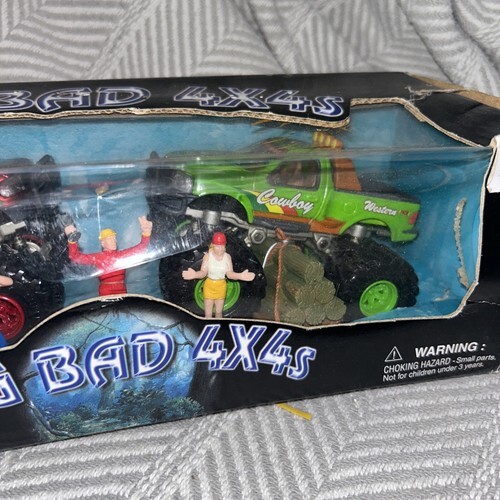 BAD 4X4s
Cowboy
Western
G BAD 4X4s
WARNING :
CHOKING HAZARD - Small parts.
Not for children under 3 years.